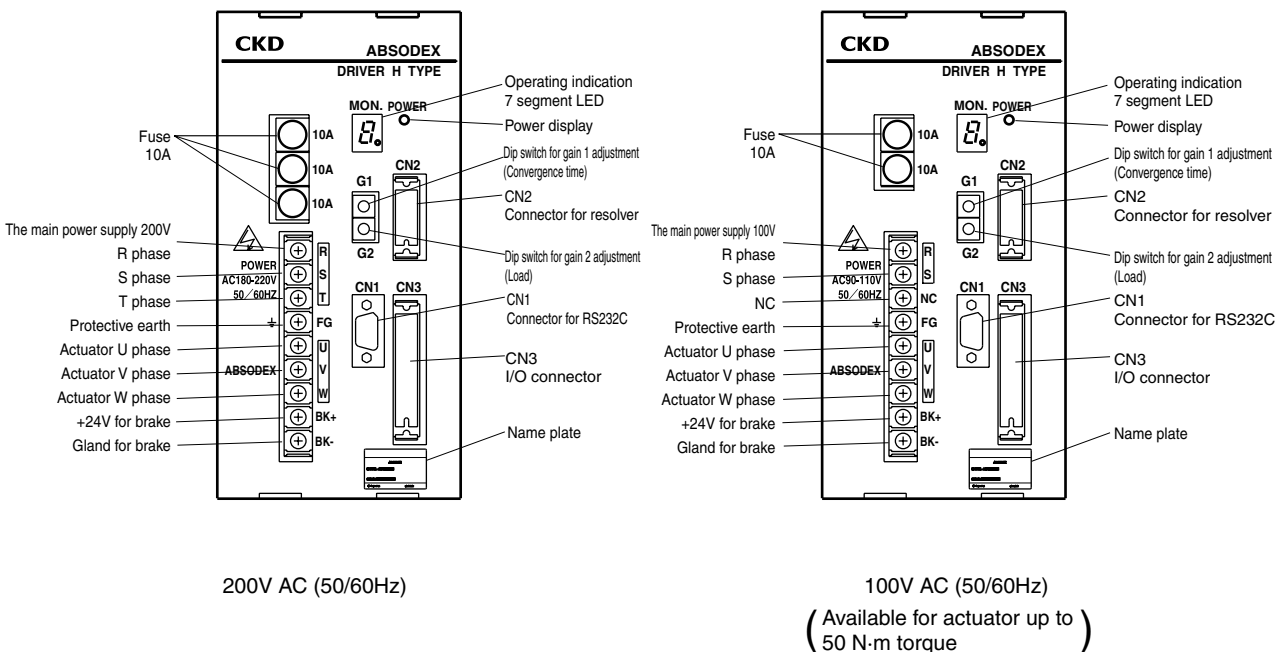 CKD
ABSODEX
DRIVER H TYPE
MON. POWER
10A
10A
10A
G1
G2
CN2
CN1
CN3
POWER
AC180-220V
50/60HZ
ABSODEX
R
S
T
FG
U
V
W
BK+
BK-
Fuse
10A
The main power supply 200V
R phase
S phase
T phase
Protective earth
Actuator U phase
Actuator V phase
Actuator W phase
+24V for brake
Gland for brake
Operating indication
7 segment LED
Power display
Dip switch for gain 1 adjustment
(Convergence time)
CN2
Connector for resolver
Dip switch for gain 2 adjustment
(Load)
CN1
Connector for RS232C
CN3
I/O connector
Name plate
200V AC (50/60Hz)
CKD
ABSODEX
DRIVER H TYPE
MON. POWER
10A
10A
G1
G2
CN2
CN1
CN3
POWER
AC90-110V
50/60HZ
ABSODEX
R
S
NC
FG
U
V
W
BK+
BK-
Fuse
10A
The main power supply 100V
R phase
S phase
NC
Protective earth
Actuator U phase
Actuator V phase
Actuator W phase
+24V for brake
Gland for brake
Operating indication
7 segment LED
Power display
Dip switch for gain 1 adjustment
(Convergence time)
CN2
Connector for resolver
Dip switch for gain 2 adjustment
(Load)
CN1
Connector for RS232C
CN3
I/O connector
Name plate
100V AC (50/60Hz)
(Available for actuator up to
50 N·m torque)